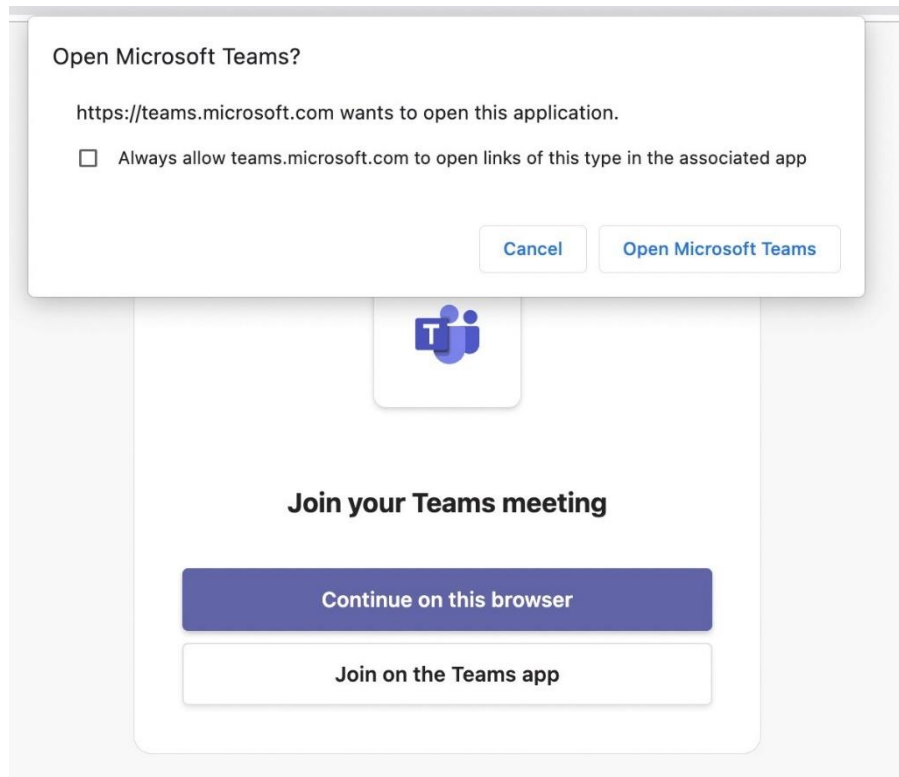 Open Microsoft Teams?
https://teams.microsoft.com wants to open this application.
Always allow teams.microsoft.com to open links of this type in the associated app
Cancel Open Microsoft Teams
T
Join your Teams meeting
Continue on this browser
Join on the Teams app